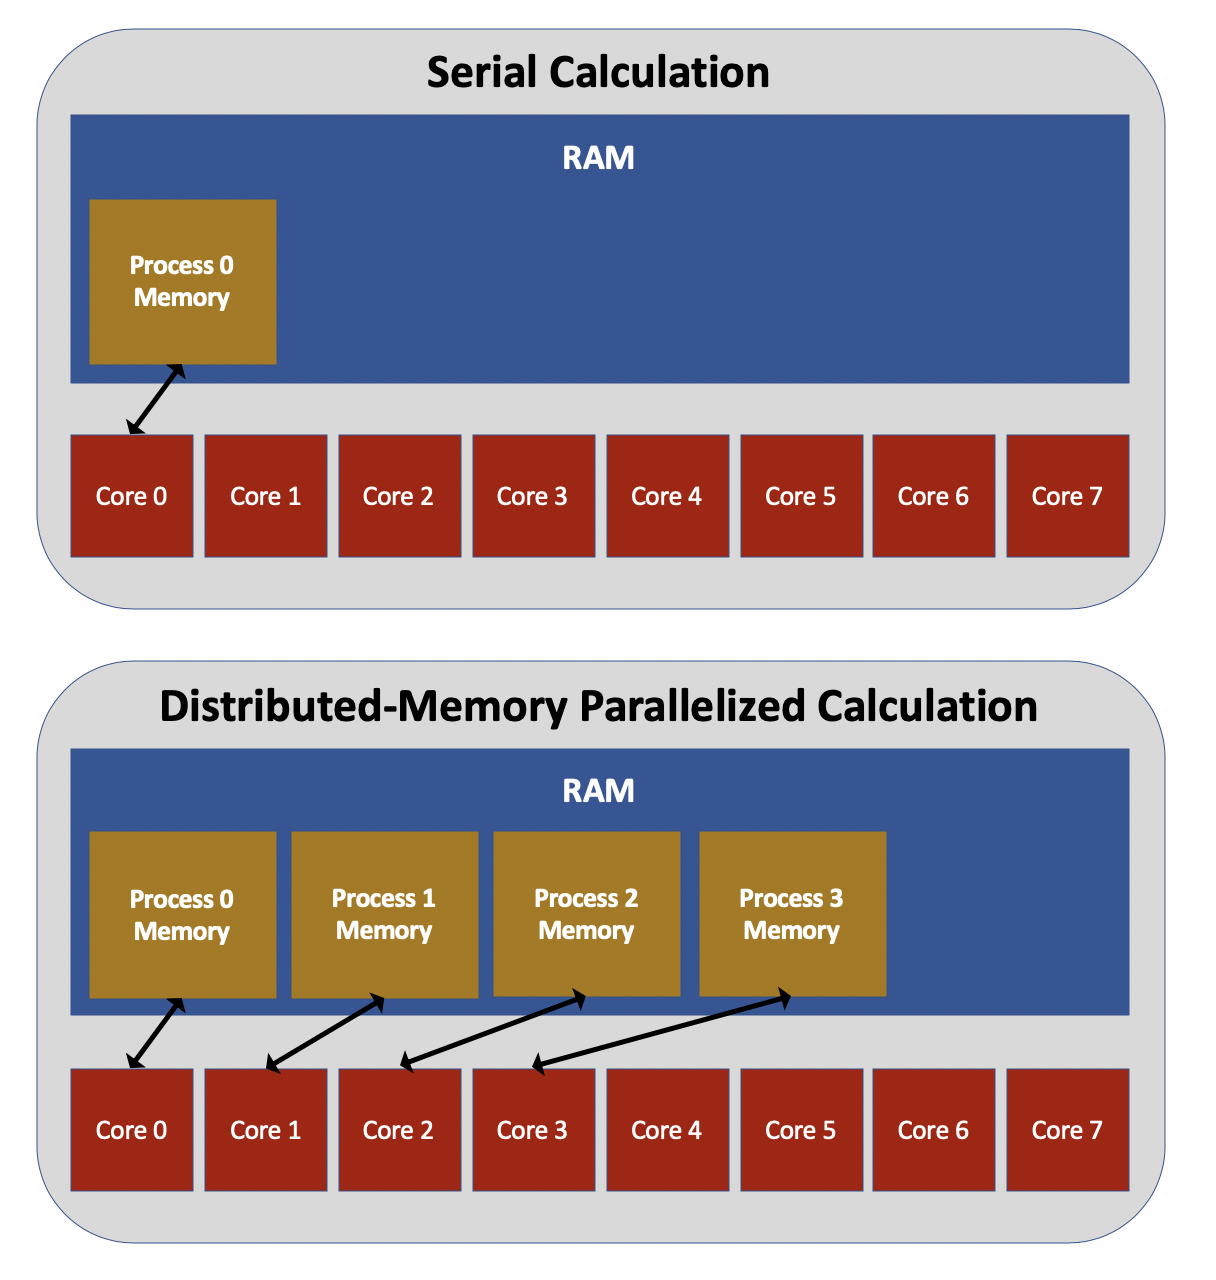 Serial Calculation
RAM
Process 0
Memory
Core 0
Core 1
Core 2
Core 3
Core 4
Core 5
Core 6
Core 7
Distributed-Memory Parallelized Calculation
RAM
Process 0
Memory
Process 1
Memory
Process 2
Memory
Process 3
Memory
Core 0
Core 1
Core 2
Core 3
Core 4
Core 5
Core 6
Core 7